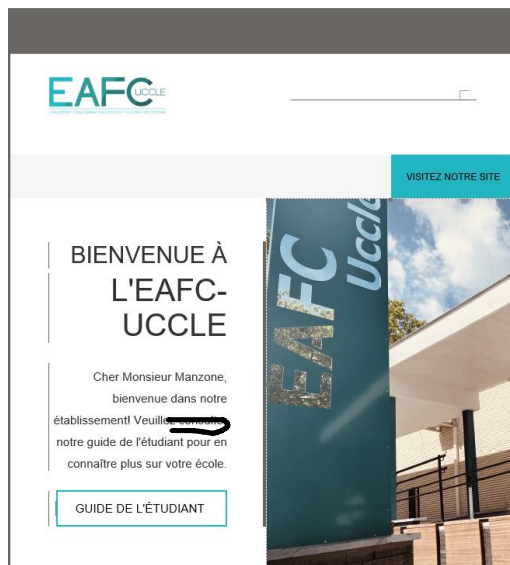 EAFC UCCLE
VISITEZ NOTRE SITE
BIENVENUE À
L'EAFC-
UCCLE
Cher Monsieur Manzone,
bienvenue dans notre
établissement! Veuillez
notre guide de l'étudiant pour en
connaître plus sur votre école.
GUIDE DE L'ÉTUDIANT
EAFC
Uccle